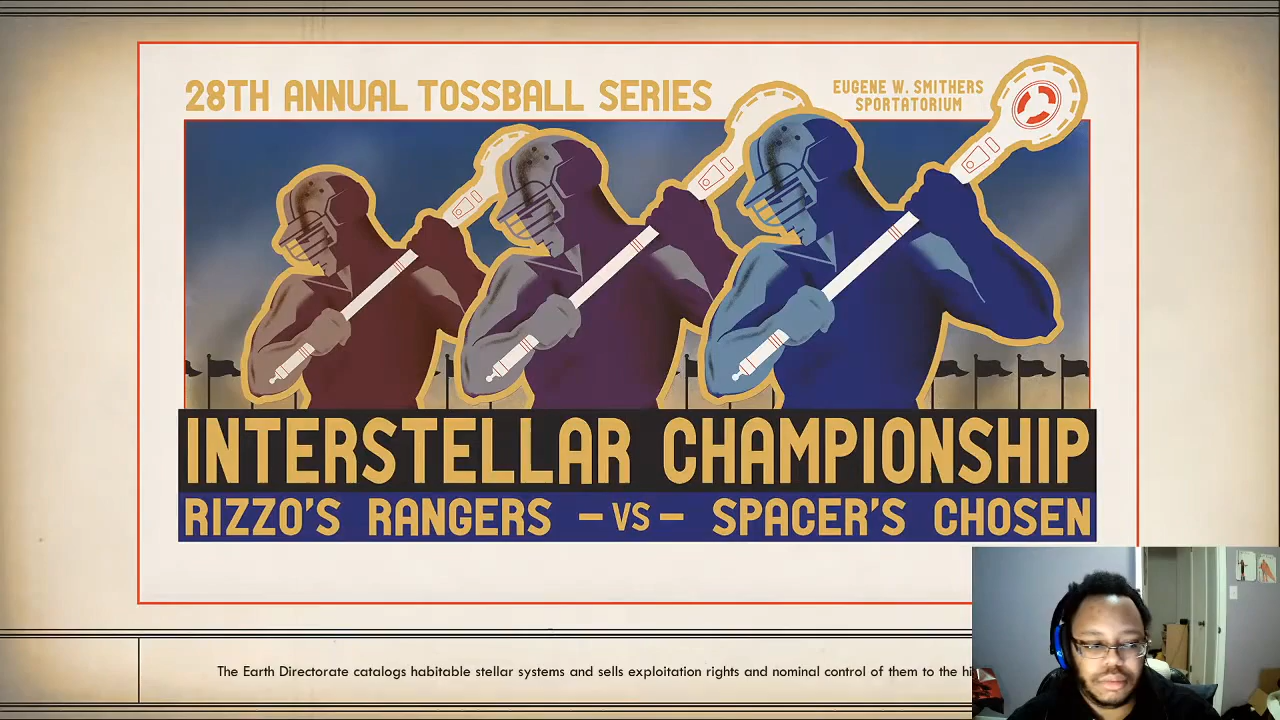 28TH ANNUAL TOSSBALL SERIES
EUGENE W. SMITHERS
SPORTATORIUM
INTERSTELLAR CHAMPIONSHIP
RIZZO'S RANGERS – VS – SPACER'S CHOSEN
The Earth Directorate catalogs habitable stellar systems and sells exploitation rights and nominal control of them to the